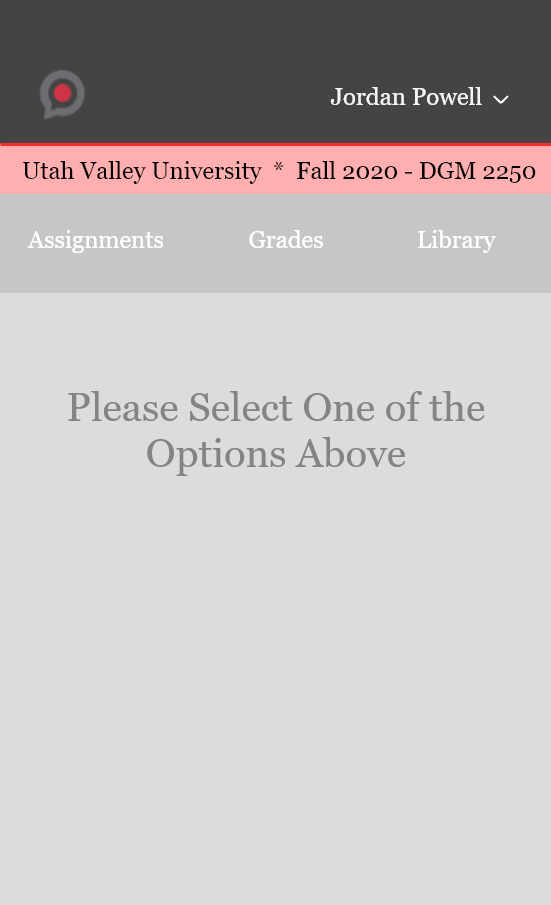 Jordan Powell
Utah Valley University * Fall 2020 - DGM 2250
Assignments Grades Library
Please Select One of the
Options Above